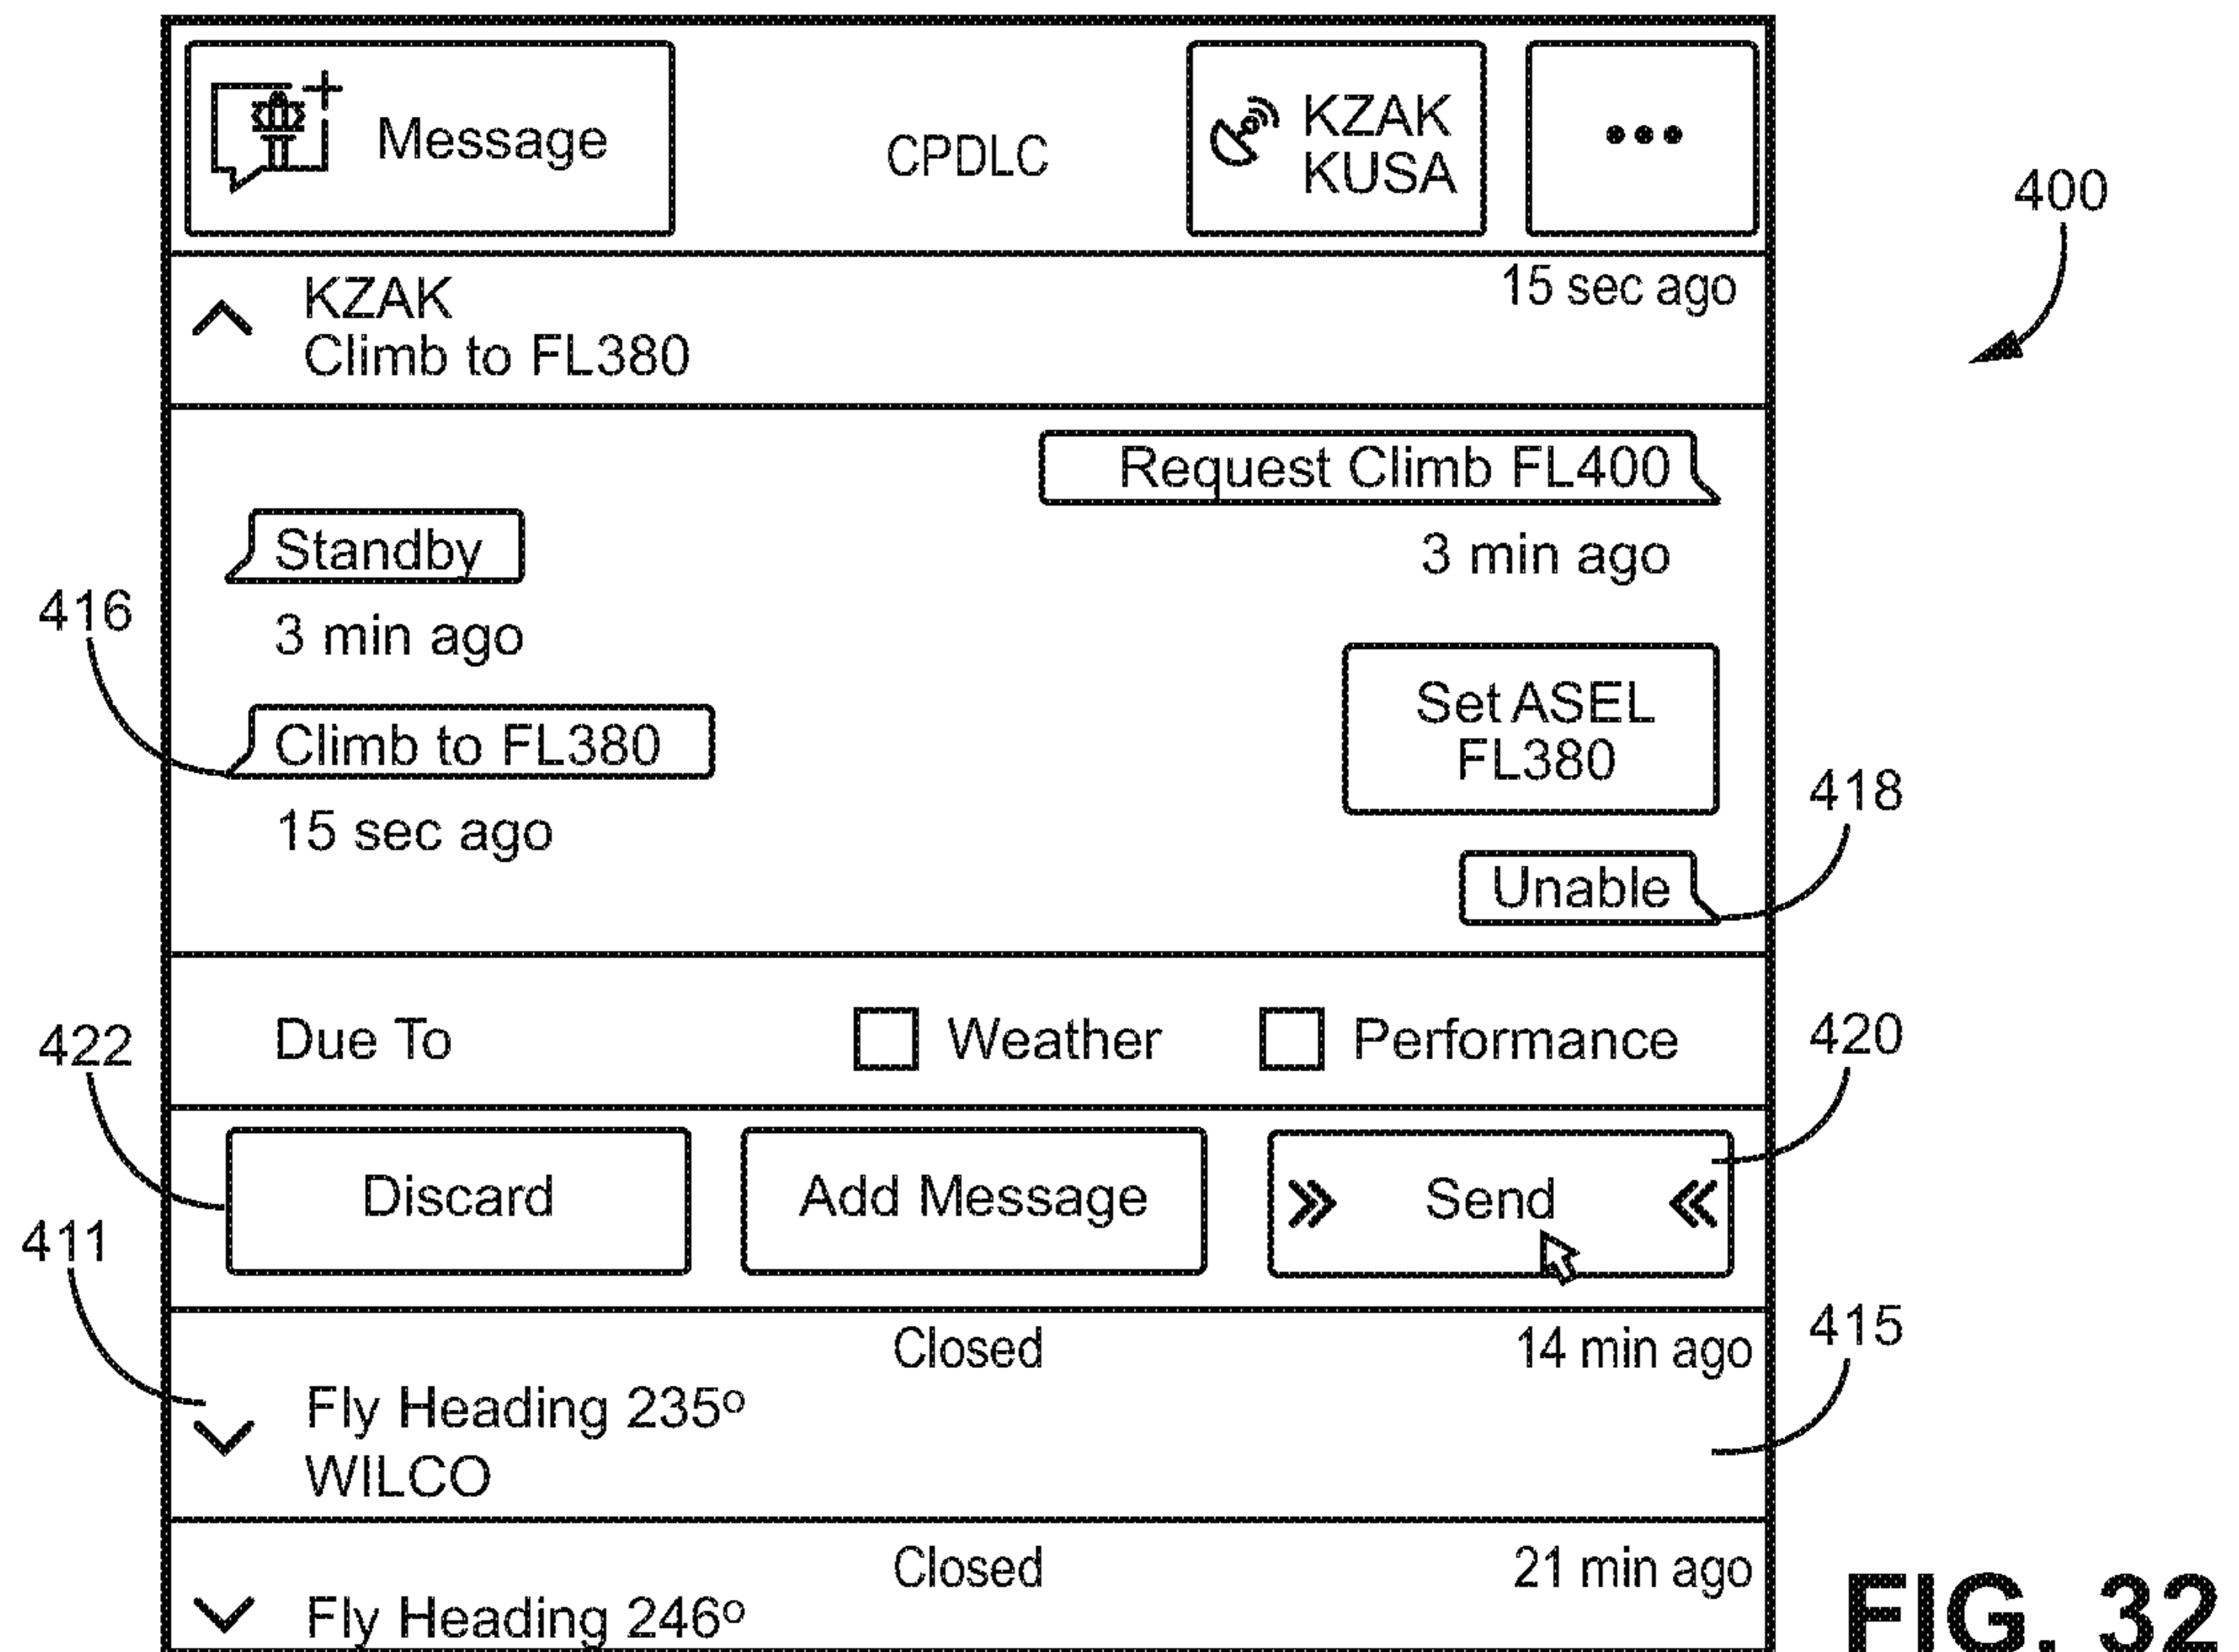 Message
CPDLC
KZAK
KUSA
•••
400
KZAK
15 sec ago
Climb to FL380
Request Climb FL400
3 min ago
Standby
3 min ago
416
Set ASEL
FL380
Climb to FL380
15 sec ago
418
Unable
422
Due To
Weather
Performance
420
Discard
Add Message
Send
411
Closed
14 min ago
415
Fly Heading 235º
WILCO
Closed
21 min ago
Fly Heading 246º
FIG. 32